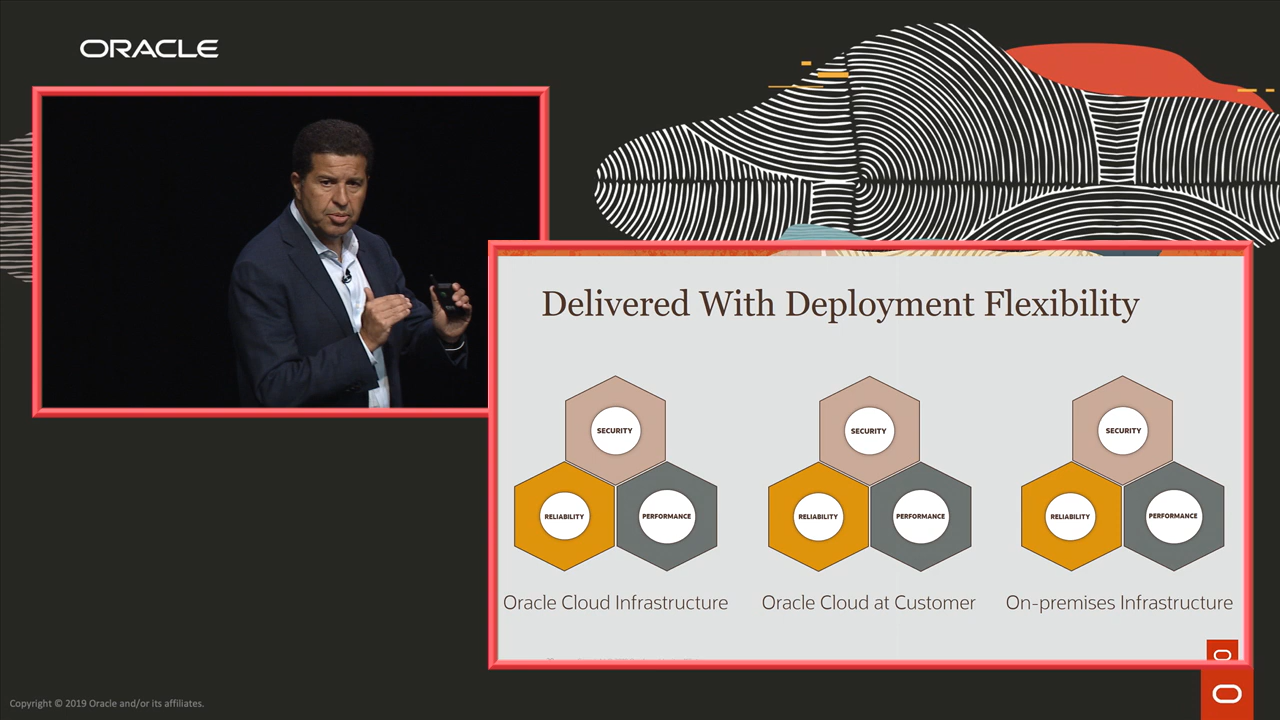 ORACLE
Delivered With Deployment Flexibility
SECURITY
SECURITY
SECURITY
RELIABILITY
PERFORMANCE
RELIABILITY
PERFORMANCE
RELIABILITY
PERFORMANCE
Oracle Cloud Infrastructure
Oracle Cloud at Customer
On-premises Infrastructure
Copyright © 2019 Oracle and/or its affiliates.